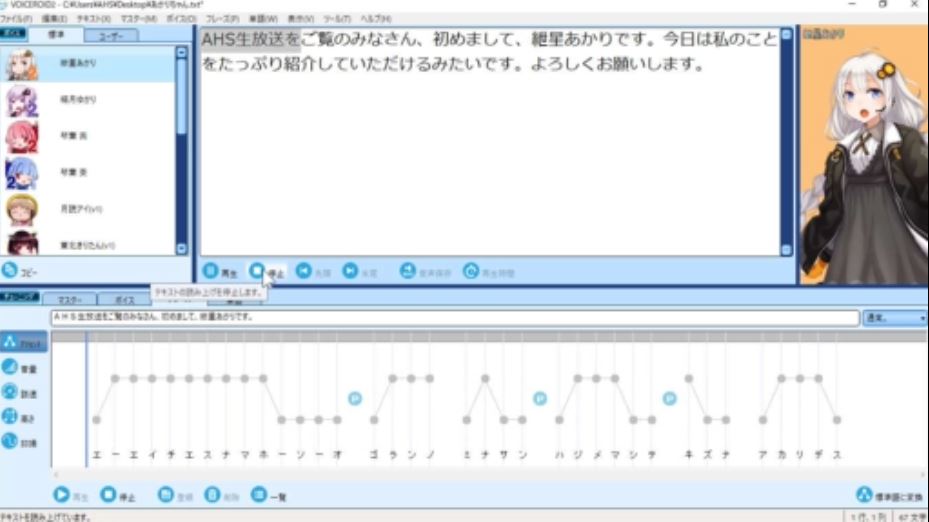 VOICEROID2 - C:¥Users¥AHS¥Desktop¥あかりちゃん.txt*
ファイル(F) 編集(E) テキスト(X) マスター(M) ボイス(O) フレーズ(P) 単語(W) 表示(V) ツール(T) ヘルプ(H)
ボイス 標準 ユーザー
紲星あかり
結月ゆかり
琴葉 茜
琴葉 葵
月読アイ(v1)
東北きりたん(v1)
コピー
AHS生放送をご覧のみなさん、初めまして、紲星あかりです。今日は私のこと
をたっぷり紹介していただけるみたいです。よろしくお願いします。
紲星あかり
再生 停止 先頭 末尾 音声保存 再生時間
テキストの読み上げを停止します。
チューニング マスター ボイス 単語
AHS生放送をご覧のみなさん、初めまして、紲星あかりです。
通常。
アクセント
音量
話速
高さ
抑揚
P P P
エ ー エ イ チ エ ス ナ マ ホ ー ソ ー オ ゴ ラ ン ノ ミ ナ サ ン ハ ジ メ マ シ テ キ ズ ナ ア カ リ デ ス
再生 停止 登録 削除 一覧 標準語に変換
テキストを読み上げています。
1 行, 1 列 67 文字